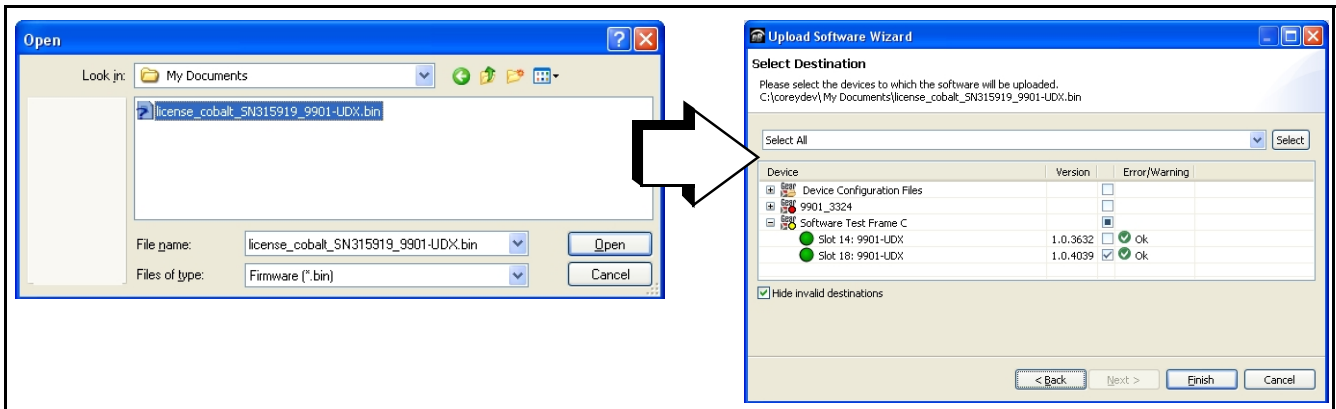 Open
Look in: My Documents
license_cobalt_SN315919_9901-UDX.bin
File name: license_cobalt_SN315919_9901-UDX.bin Open
Files of type: Firmware (*.bin) Cancel
Upload Software Wizard
Select Destination
Please select the devices to which the software will be uploaded.
C:\coreydev\My Documents\license_cobalt_SN315919_9901-UDX.bin
Select All Select
Device Version Error/Warning
Device Configuration Files
9901_3324
Software Test Frame C
Slot 14: 9901-UDX 1.0.3632 Ok
Slot 18: 9901-UDX 1.0.4039 Ok
Hide invalid destinations
< Back Next > Finish Cancel